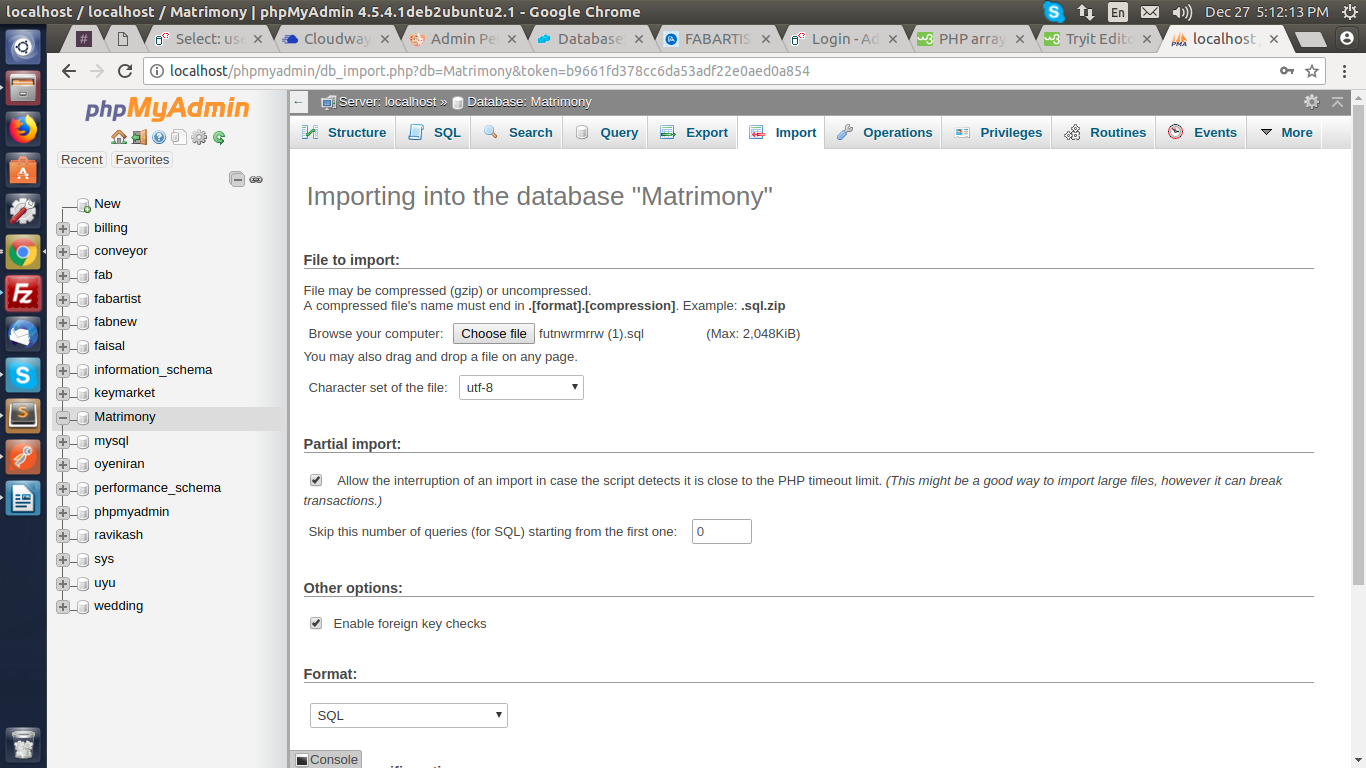 localhost / localhost / Matrimony | phpMyAdmin 4.5.4.1deb2ubuntu2.1 - Google Chrome
En
Dec 27 5:12:13 PM
#
Select: use
Cloudway
Admin Pe
Database
FABARTIS
Login - Ad
PHP array
Tryit Edito
PMA
localhost
localhost/phpmyadmin/db_import.php?db=Matrimony&token=b9661fd378cc6da53adf22e0aed0a854
phpMyAdmin
Recent
Favorites
New
billing
conveyor
fab
fabartist
fabnew
faisal
information_schema
keymarket
Matrimony
mysql
oyeniran
performance_schema
phpmyadmin
ravikash
sys
uyu
wedding
Server: localhost » Database: Matrimony
Structure
SQL
Search
Query
Export
Import
Operations
Privileges
Routines
Events
More
Importing into the database "Matrimony"
File to import:
File may be compressed (gzip) or uncompressed.
A compressed file's name must end in .[format].[compression]. Example: .sql.zip
Browse your computer: Choose file futnwrmrrw (1).sql (Max: 2,048KiB)
You may also drag and drop a file on any page.
Character set of the file: utf-8
Partial import:
Allow the interruption of an import in case the script detects it is close to the PHP timeout limit. (This might be a good way to import large files, however it can break
transactions.)
Skip this number of queries (for SQL) starting from the first one: 0
Other options:
Enable foreign key checks
Format:
SQL
Console